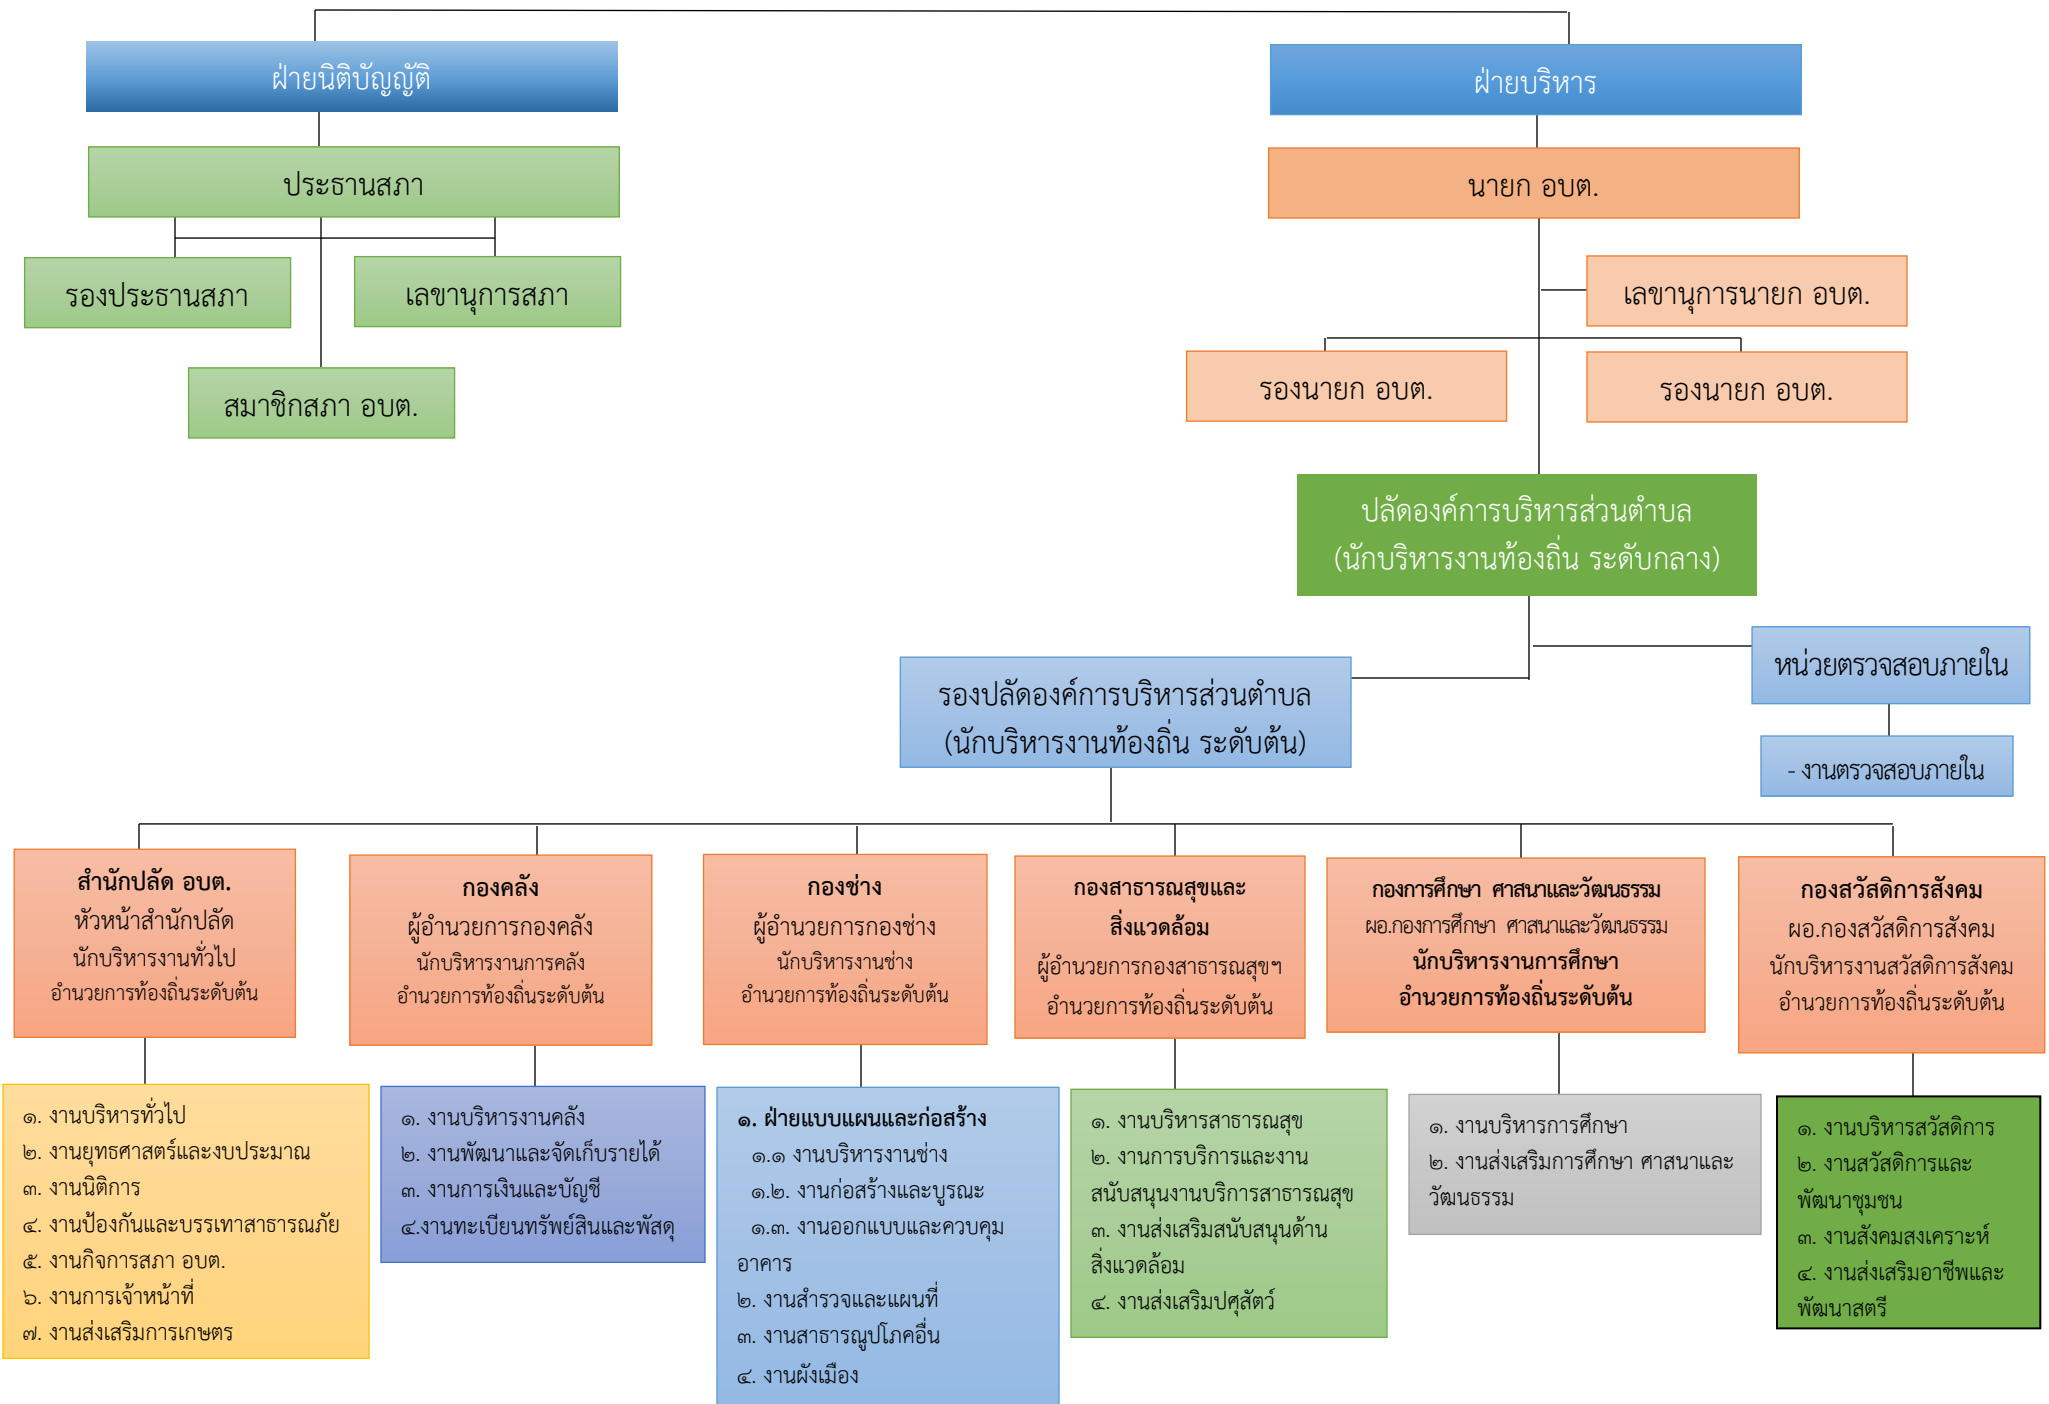 ฝ่ายนิติบัญญัติ
ฝ่ายบริหาร
ประธานสภา
นายก อบต.
รองประธานสภา
เลขานุการสภา
เลขานุการนายก อบต.
สมาชิกสภา อบต.
รองนายก อบต.
รองนายก อบต.
ปลัดองค์การบริหารส่วนตำบล
(นักบริหารงานท้องถิ่น ระดับกลาง)
หน่วยตรวจสอบภายใน
- งานตรวจสอบภายใน
รองปลัดองค์การบริหารส่วนตำบล
(นักบริหารงานท้องถิ่น ระดับต้น)
สำนักปลัด อบต.
หัวหน้าสำนักปลัด
นักบริหารงานทั่วไป
อำนวยการท้องถิ่นระดับต้น
กองคลัง
ผู้อำนวยการกองคลัง
นักบริหารงานการคลัง
อำนวยการท้องถิ่นระดับต้น
กองช่าง
ผู้อำนวยการกองช่าง
นักบริหารงานช่าง
อำนวยการท้องถิ่นระดับต้น
กองสาธารณสุขและ
สิ่งแวดล้อม
ผู้อำนวยการกองสาธารณสุขฯ
อำนวยการท้องถิ่นระดับต้น
กองการศึกษา ศาสนาและวัฒนธรรม
ผอ.กองการศึกษา ศาสนาและวัฒนธรรม
นักบริหารงานการศึกษา
อำนวยการท้องถิ่นระดับต้น
กองสวัสดิการสังคม
ผอ.กองสวัสดิการสังคม
นักบริหารงานสวัสดิการสังคม
อำนวยการท้องถิ่นระดับต้น
๑. งานบริหารทั่วไป
๒. งานยุทธศาสตร์และงบประมาณ
๓. งานนิติการ
๔. งานป้องกันและบรรเทาสาธารณภัย
๕. งานกิจการสภา อบต.
๖. งานการเจ้าหน้าที่
๗. งานส่งเสริมการเกษตร
๑. งานบริหารงานคลัง
๒. งานพัฒนาและจัดเก็บรายได้
๓. งานการเงินและบัญชี
๔.งานทะเบียนทรัพย์สินและพัสดุ
๑. ฝ่ายแบบแผนและก่อสร้าง
๑.๑ งานบริหารงานช่าง
๑.๒. งานก่อสร้างและบูรณะ
๑.๓. งานออกแบบและควบคุม
อาคาร
๒. งานสำรวจและแผนที่
๓. งานสาธารณูปโภคอื่น
๔. งานผังเมือง
๑. งานบริหารสาธารณสุข
๒. งานการบริการและงาน
สนับสนุนงานบริการสาธารณสุข
๓. งานส่งเสริมสนับสนุนด้าน
สิ่งแวดล้อม
๔. งานส่งเสริมปศุสัตว์
๑. งานบริหารการศึกษา
๒. งานส่งเสริมการศึกษา ศาสนาและ
วัฒนธรรม
๑. งานบริหารสวัสดิการ
๒. งานสวัสดิการและ
พัฒนาชุมชน
๓. งานสังคมสงเคราะห์
๔. งานส่งเสริมอาชีพและ
พัฒนาสตรี